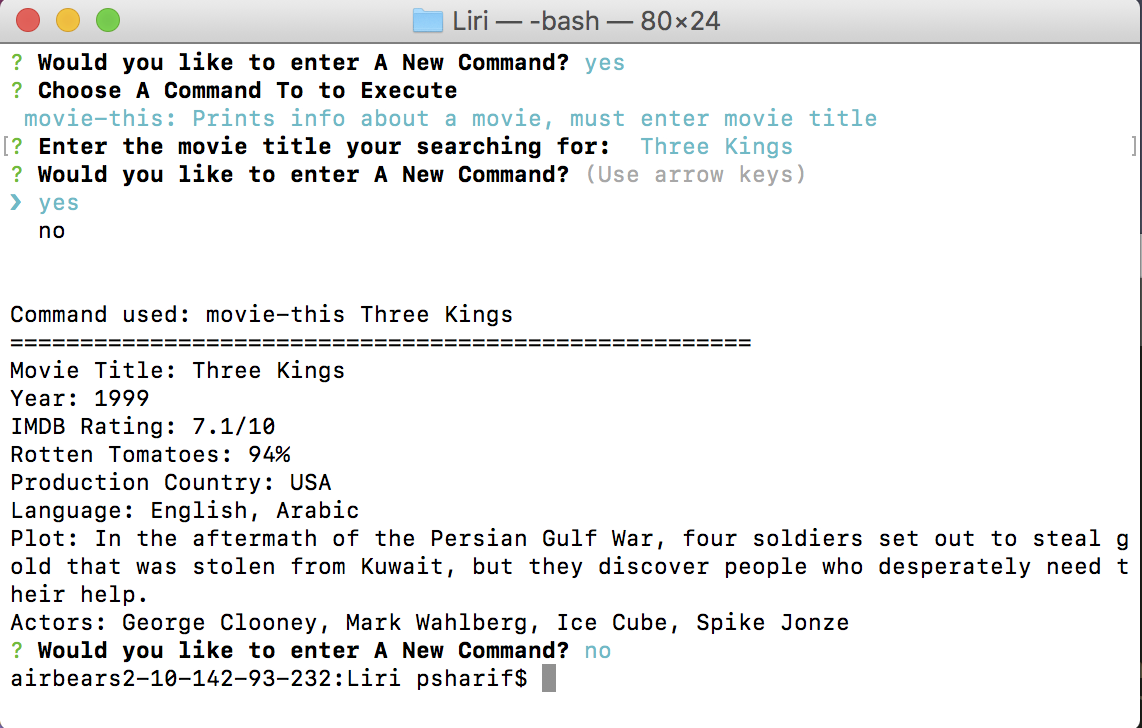 Liri — -bash — 80×24
? Would you like to enter A New Command? yes
? Choose A Command To to Execute
movie-this: Prints info about a movie, must enter movie title
[? Enter the movie title your searching for:  Three Kings ]
? Would you like to enter A New Command? (Use arrow keys)
❯ yes
no
Command used: movie-this Three Kings
=====================================================
Movie Title: Three Kings
Year: 1999
IMDB Rating: 7.1/10
Rotten Tomatoes: 94%
Production Country: USA
Language: English, Arabic
Plot: In the aftermath of the Persian Gulf War, four soldiers set out to steal g
old that was stolen from Kuwait, but they discover people who desperately need t
heir help.
Actors: George Clooney, Mark Wahlberg, Ice Cube, Spike Jonze
? Would you like to enter A New Command? no
airbears2-10-142-93-232:Liri psharif$